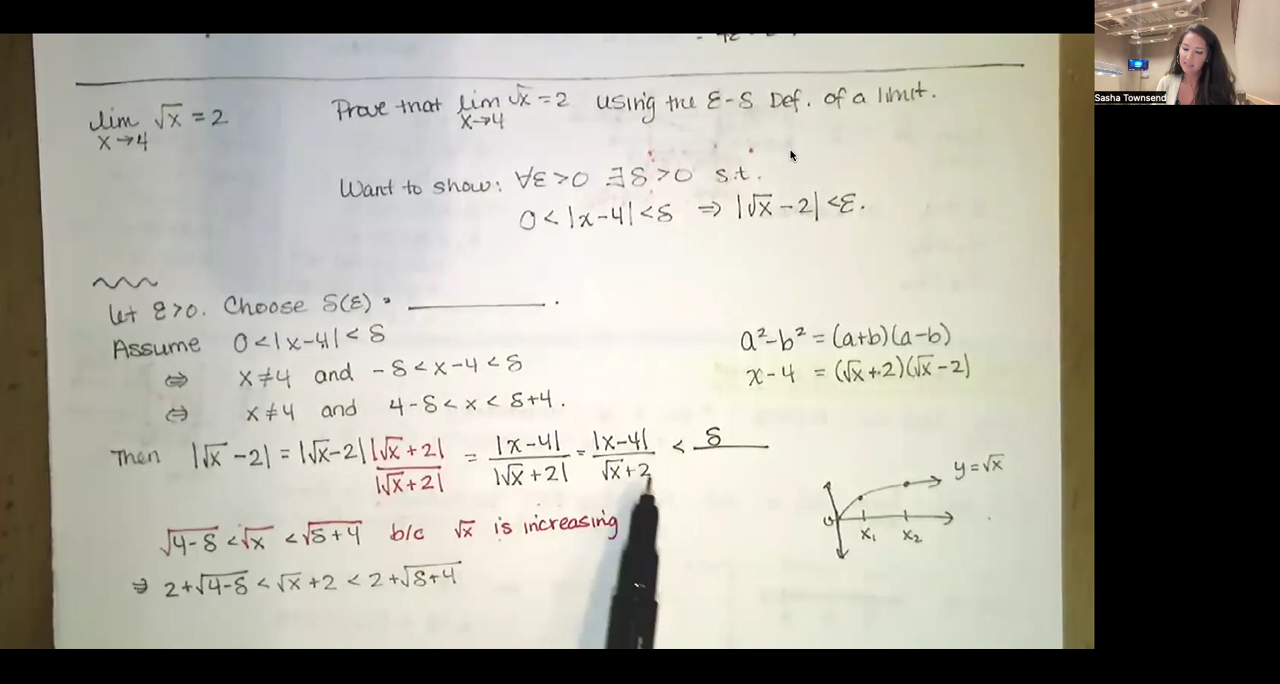 lim x→4 √x = 2
Prove that lim x→4 √x = 2 using the ε-δ Def. of a limit.
Want to show: ∀ε>0 ∃δ>0 s.t.
0<|x-4|<δ ⇒ |√x-2|<ε.
Let ε>0. Choose δ(ε) = ________.
Assume 0<|x-4|<δ
⇔ x≠4 and -δ<x-4<δ
⇔ x≠4 and 4-δ<x<δ+4.
a²-b² = (a+b)(a-b)
x-4 = (√x+2)(√x-2)
Then |√x-2| = |√x-2| |√x+2| / |√x+2| = |x-4| / |√x+2| = |x-4| / √x+2 < δ / 
√4-δ < √x < √δ+4 b/c √x is increasing
⇒ 2+√4-δ < √x+2 < 2+√δ+4
y=√x
x₁ x₂
Sasha Townsend